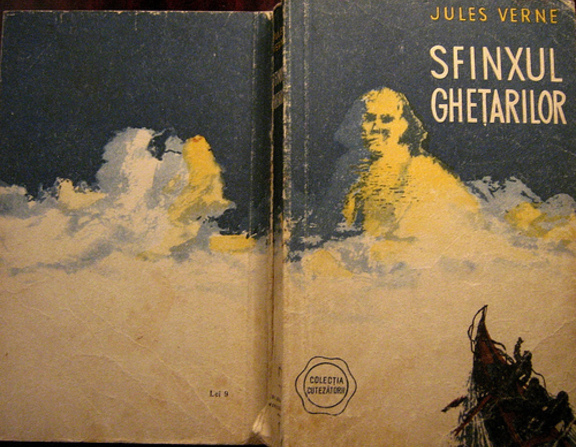 JULES VERNE
SFINXUL
GHEȚARILOR
COLECȚIA
CUTEZĂTORII
Lei 9